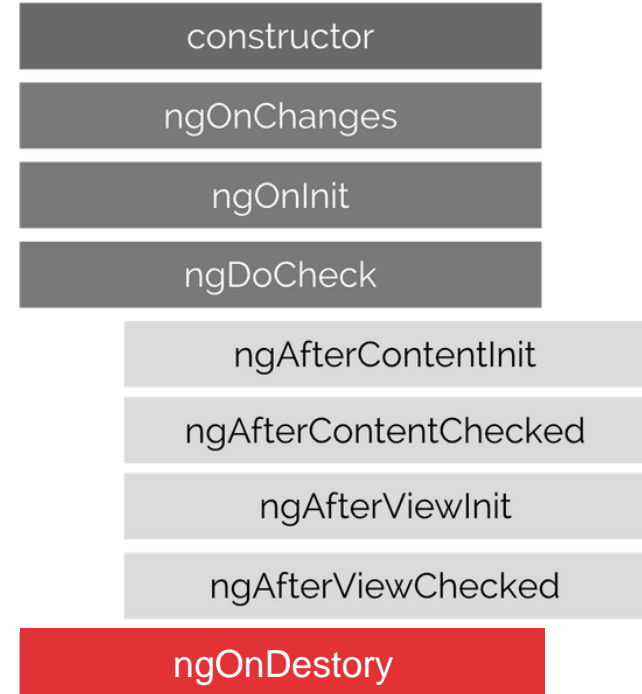 constructor
ngOnChanges
ngOnInit
ngDoCheck
ngAfterContentInit
ngAfterContentChecked
ngAfterViewInit
ngAfterViewChecked
ngOnDestory